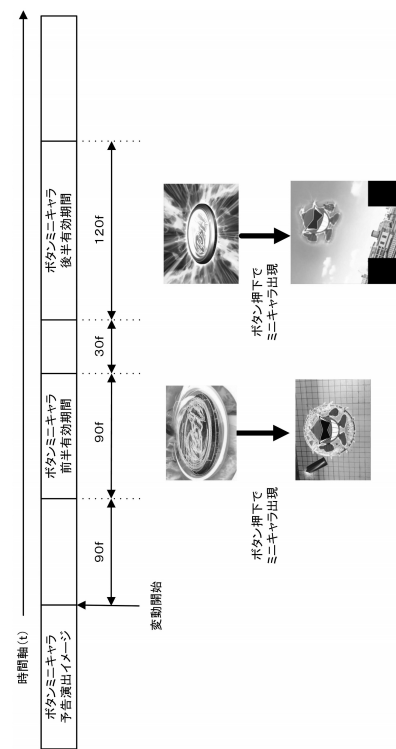 時間軸(t)
ボタンミニキャラ
予告演出イメージ
ボタンミニキャラ
前半有効期間
ボタンミニキャラ
後半有効期間
変動開始
90f
90f
30f
120f
ボタン押下で
ミニキャラ出現
ボタン押下で
ミニキャラ出現